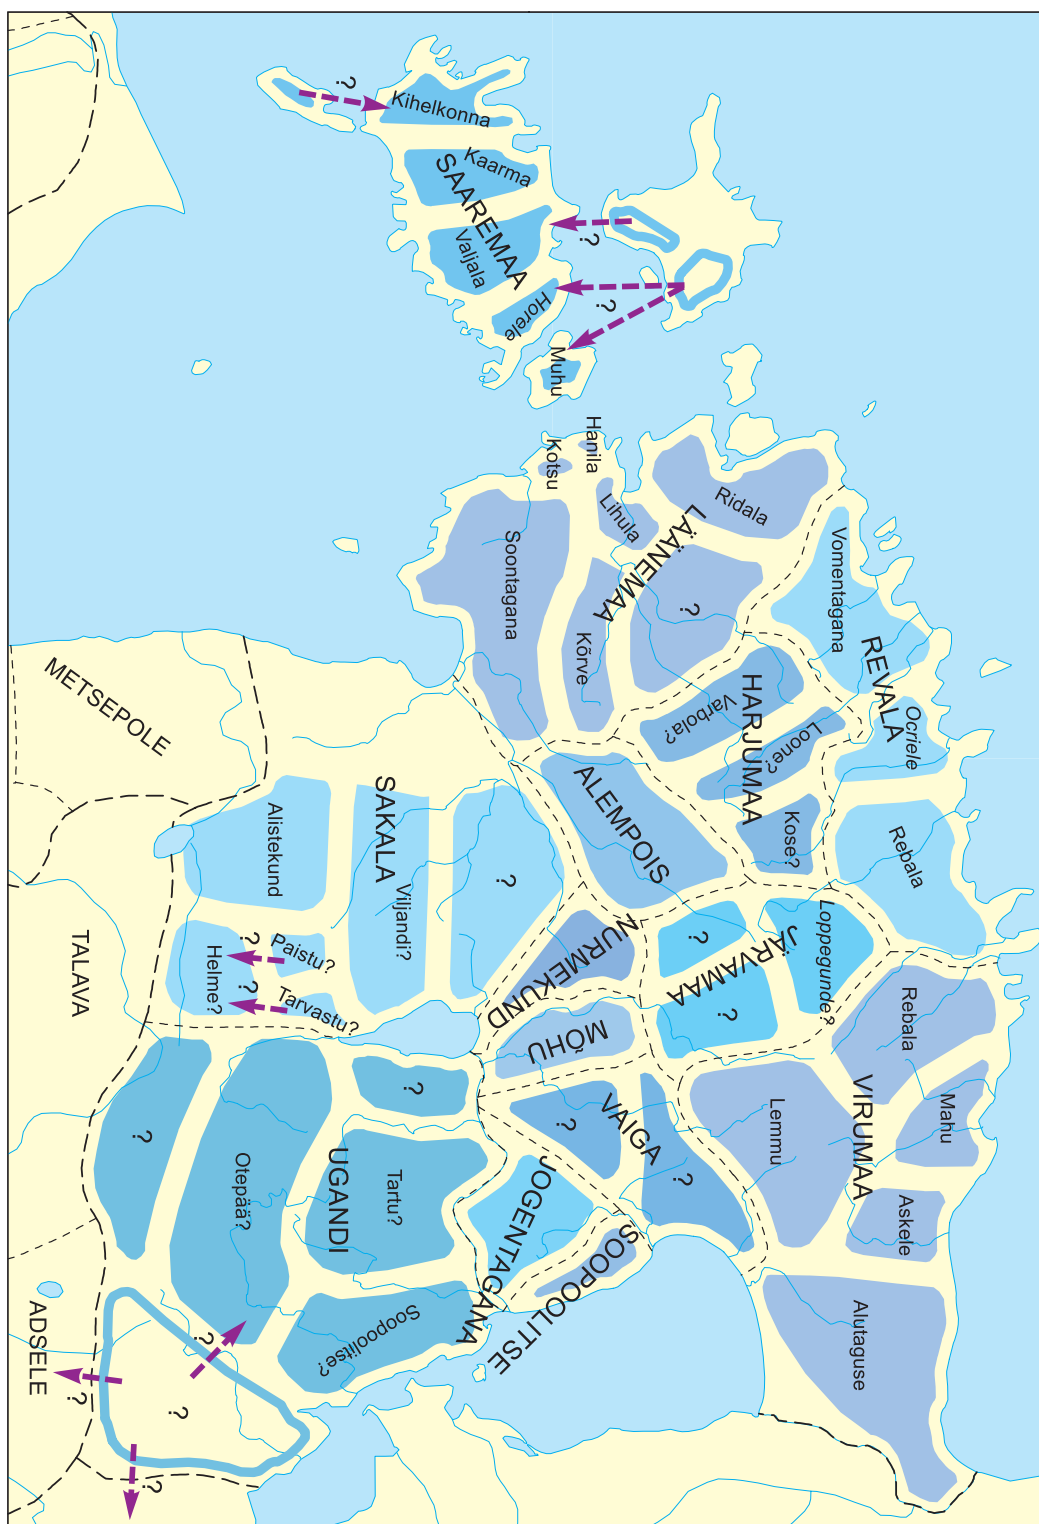 ?
Kihelkonna
Kaarma
SAAREMAA
Valjala
?
Horele
?
Muhu
Hanila
Kotsu
Lihula
Ridala
LÄÄNEMAA
Soontagana
Kõrve
?
Vomentagana
REVALA
Ocriele
Rebala
HARJUMAA
Varbola?
Loone?
Kose?
METSEPOLE
ALEMPOIS
SAKALA
Alistekund
Viljandi?
?
Paistu?
?
Helme?
?
Tarvastu?
TALAVA
NURMEKUND
JÄRVAMAA
?
Loppegunde?
?
MÕHU
VAIGA
?
?
Rebala
Mahu
VIRUMAA
Lemmu
Askele
Alutaguse
UGANDI
?
?
Otepää?
Tartu?
Soopoolitse?
JOGENTAGANA
SOOPOOLITSE
ADSELE
?
?
?
?